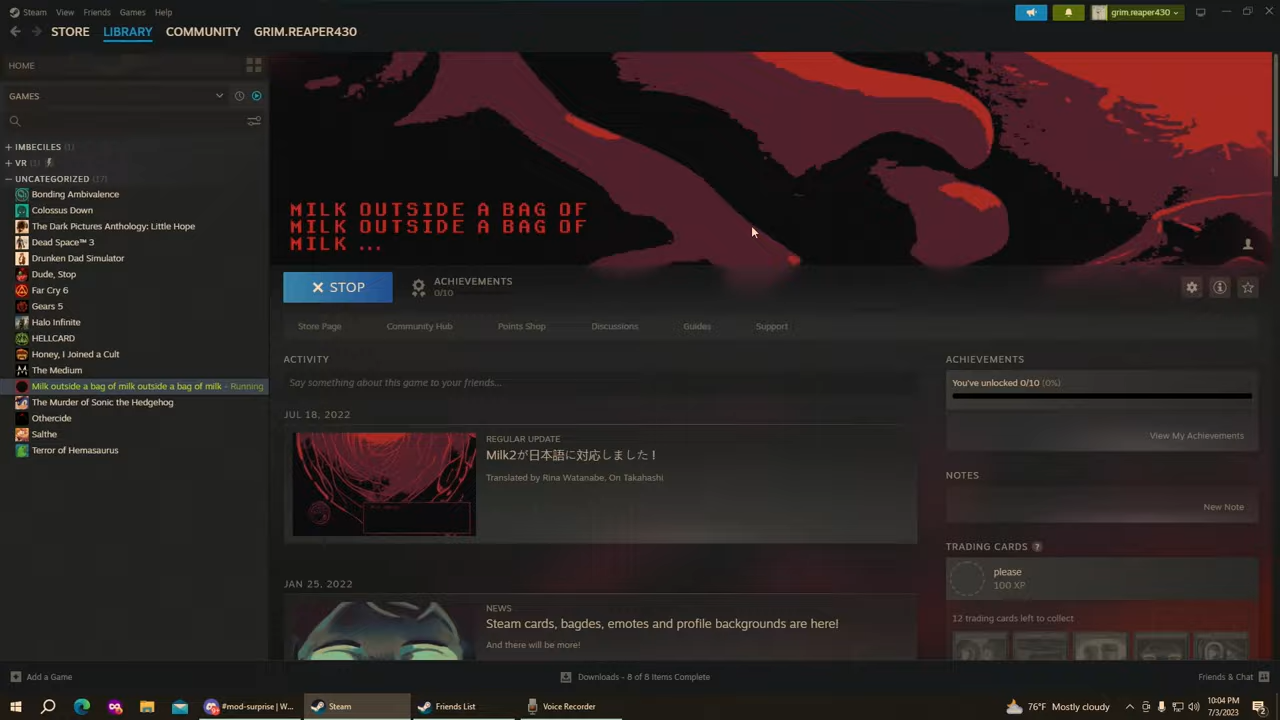 Steam View Friends Games Help
grim.reaper430
STORE LIBRARY COMMUNITY GRIM.REAPER430
HOME
GAMES
IMBECILES (1)
VR (1)
UNCATEGORIZED (17)
Bonding Ambivalence
Colossus Down
The Dark Pictures Anthology: Little Hope
Dead Space™ 3
Drunken Dad Simulator
Dude, Stop
Far Cry 6
Gears 5
Halo Infinite
HELLCARD
Honey, I Joined a Cult
The Medium
Milk outside a bag of milk outside a bag of milk - Running
The Murder of Sonic the Hedgehog
Othercide
Salthe
Terror of Hemasaurus
MILK OUTSIDE A BAG OF
MILK OUTSIDE A BAG OF
MILK ...
STOP
ACHIEVEMENTS
0/10
Store Page Community Hub Points Shop Discussions Guides Support
ACTIVITY
Say something about this game to your friends...
JUL 18, 2022
REGULAR UPDATE
Milk2が日本語に対応しました！
Translated by Rina Watanabe, On Takahashi
JAN 25, 2022
NEWS
Steam cards, bagdes, emotes and profile backgrounds are here!
And there will be more!
ACHIEVEMENTS
You've unlocked 0/10 (0%)
View My Achievements
NOTES
New Note
TRADING CARDS ?
please
100 XP
12 trading cards left to collect
Add a Game
Downloads - 8 of 8 Items Complete
Friends & Chat
#mod-surprise | W...
Steam
Friends List
Voice Recorder
76°F Mostly cloudy
10:04 PM
7/3/2023